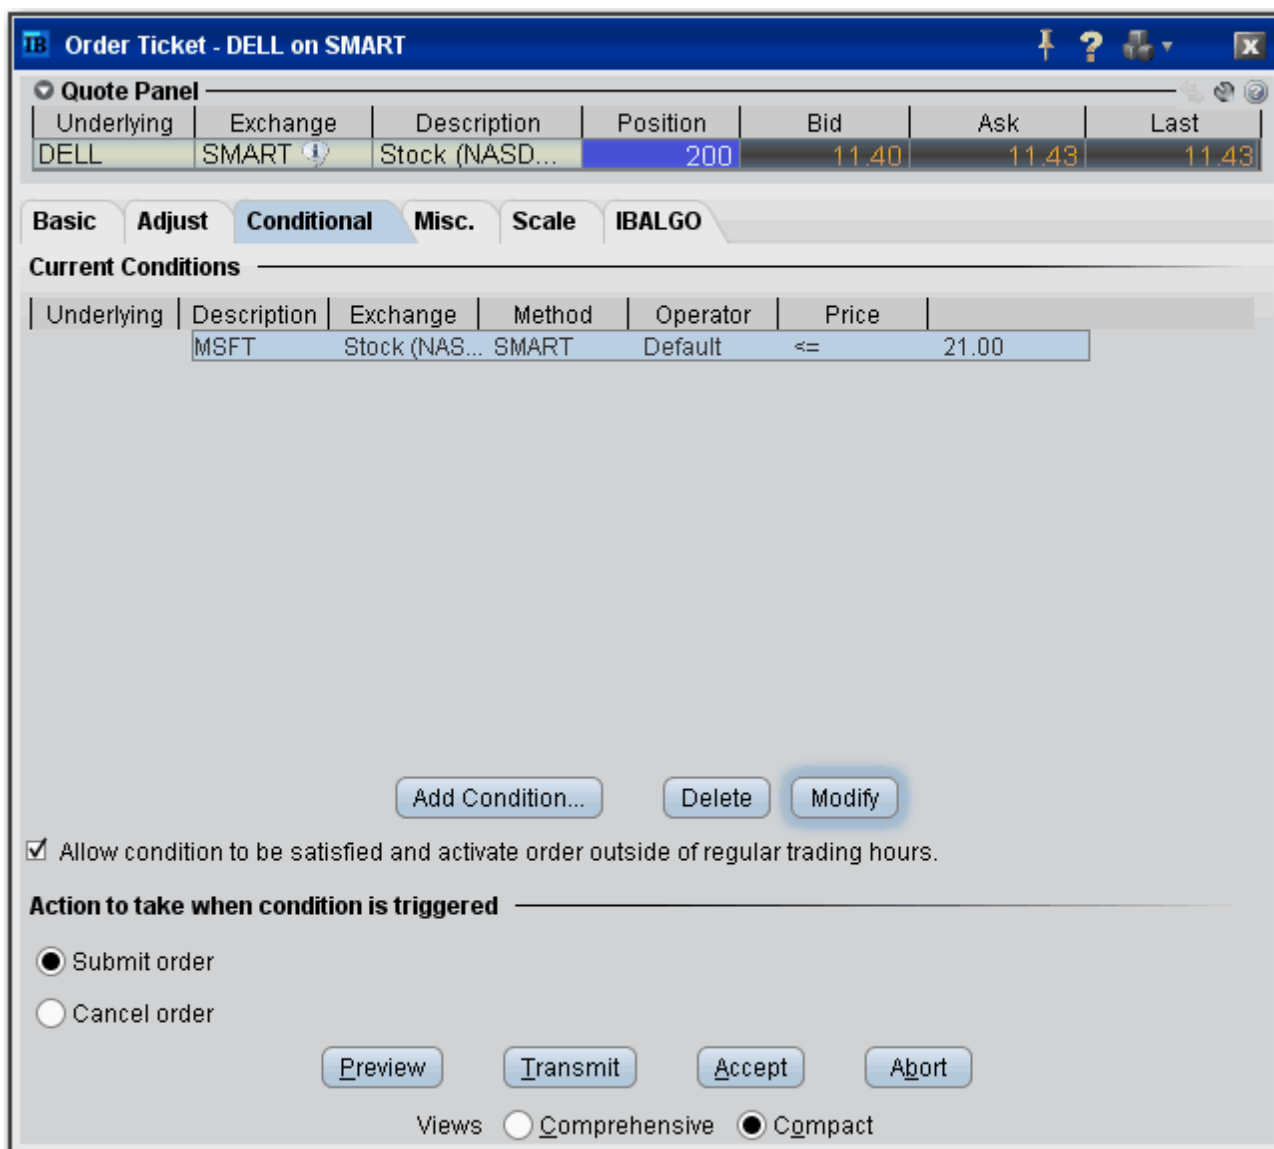 IB Order Ticket - DELL on SMART
Quote Panel
Underlying Exchange Description Position Bid Ask Last
DELL SMART Stock (NASD... 200 11.40 11.43 11.43
Basic Adjust Conditional Misc. Scale IBALGO
Current Conditions
Underlying Description Exchange Method Operator Price
MSFT Stock (NAS... SMART Default <= 21.00
Add Condition... Delete Modify
Allow condition to be satisfied and activate order outside of regular trading hours.
Action to take when condition is triggered
Submit order
Cancel order
Preview Transmit Accept Abort
Views Comprehensive Compact